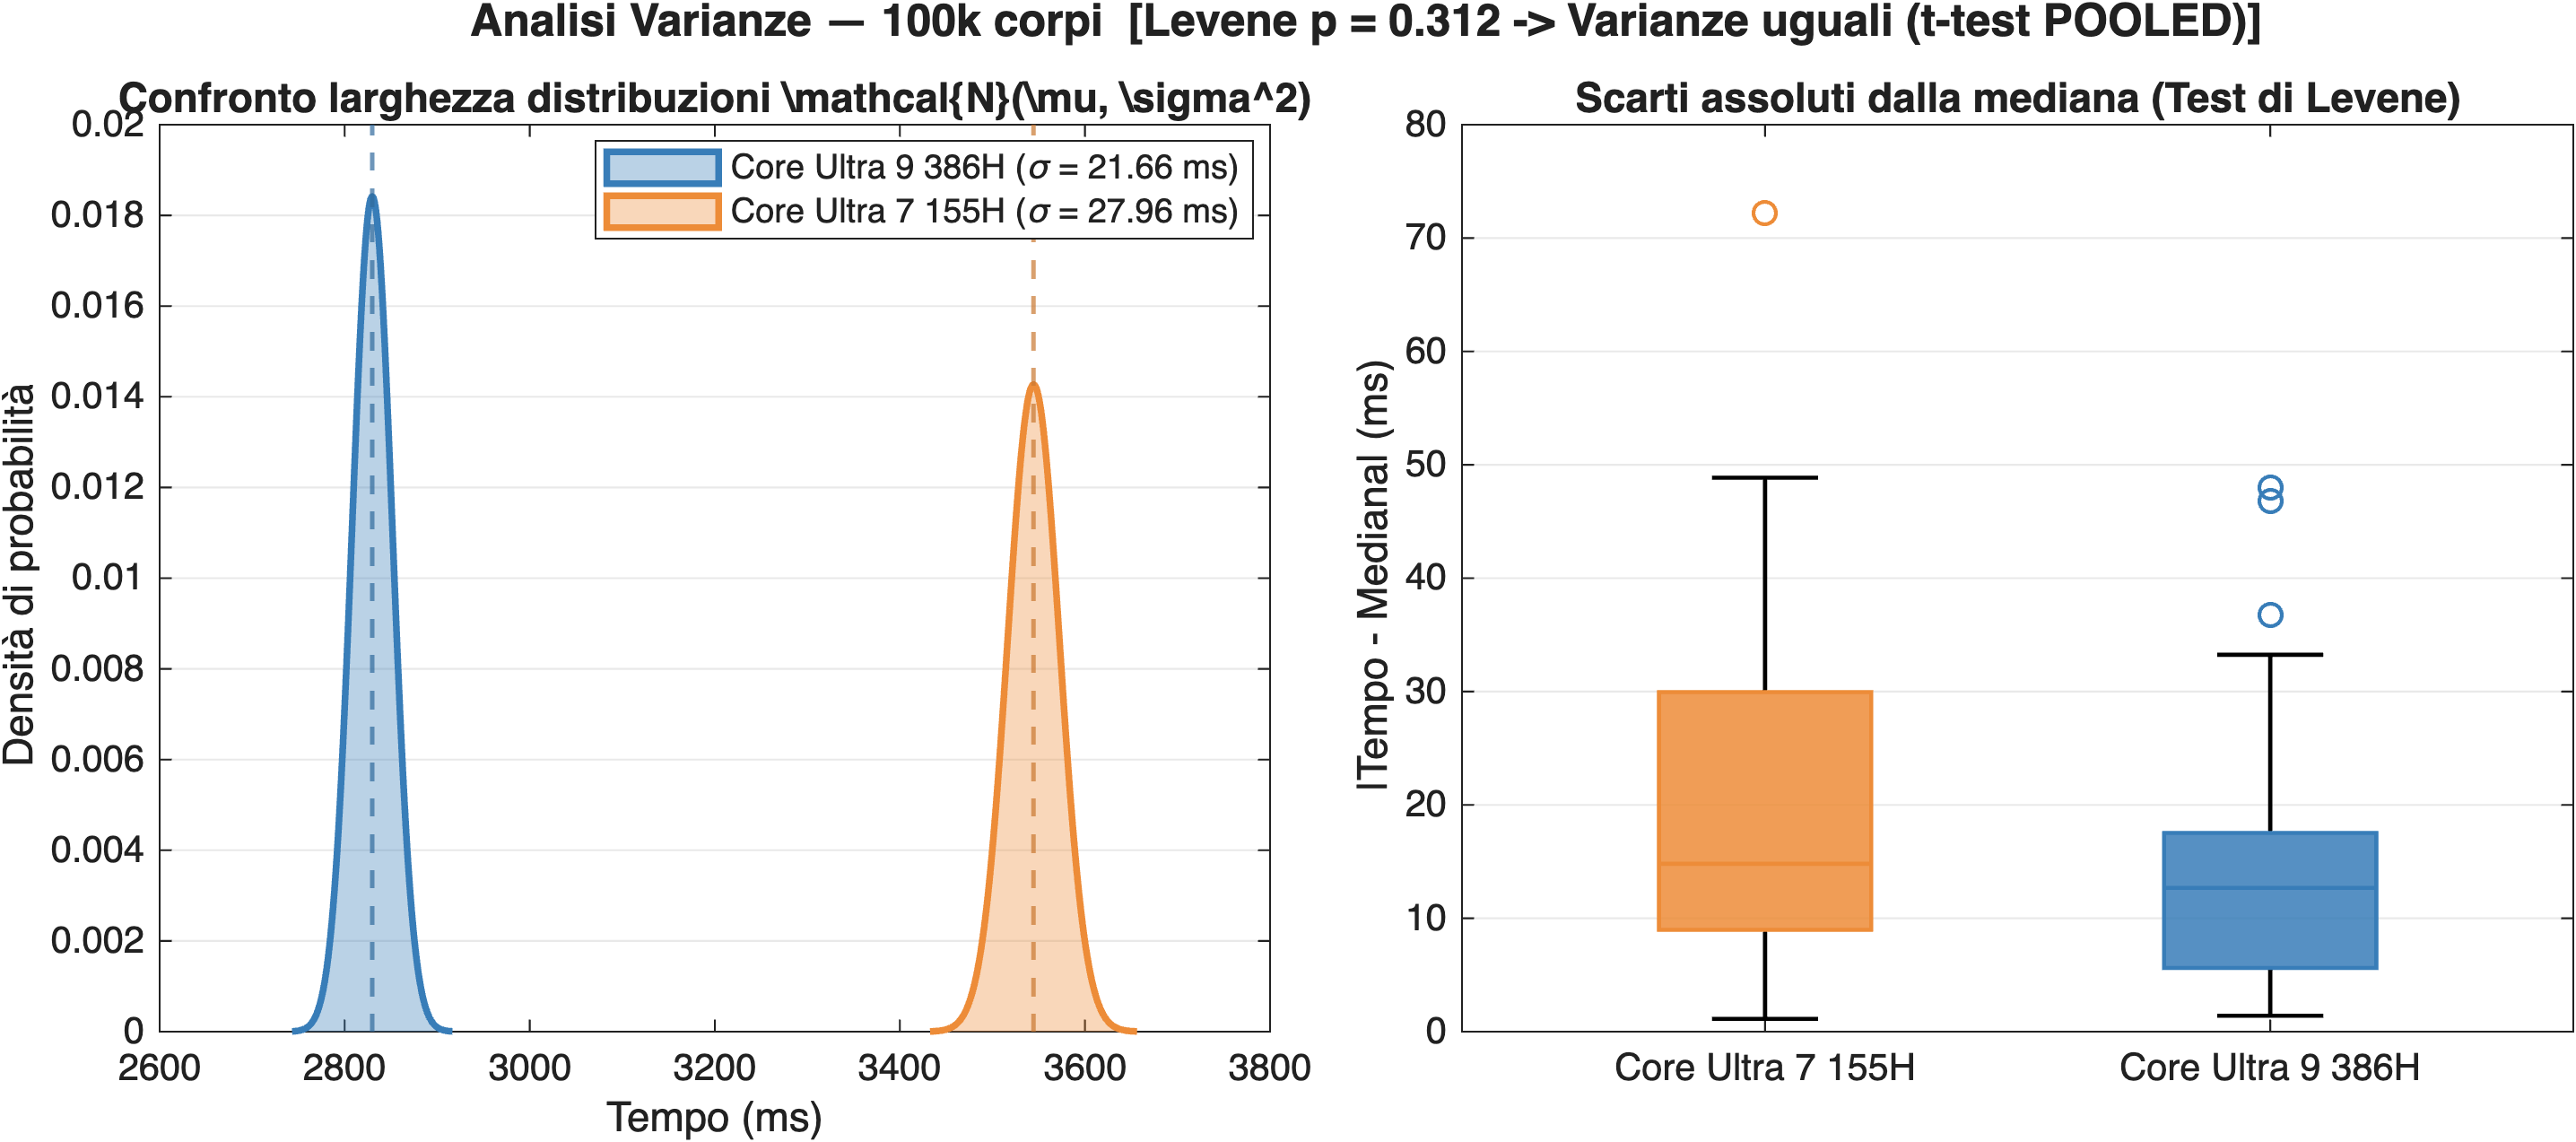 Analisi Varianze — 100k corpi [Levene p = 0.312 -> Varianze uguali (t-test POOLED)]
Confronto larghezza distribuzioni \mathcal{N}(\mu, \sigma^2)
Densità di probabilità
0.02
0.018
0.016
0.014
0.012
0.01
0.008
0.006
0.004
0.002
0
Core Ultra 9 386H (σ = 21.66 ms)
Core Ultra 7 155H (σ = 27.96 ms)
2600 2800 3000 3200 3400 3600 3800
Tempo (ms)
Scarti assoluti dalla mediana (Test di Levene)
|Tempo - Mediana| (ms)
80
70
60
50
40
30
20
10
0
Core Ultra 7 155H Core Ultra 9 386H